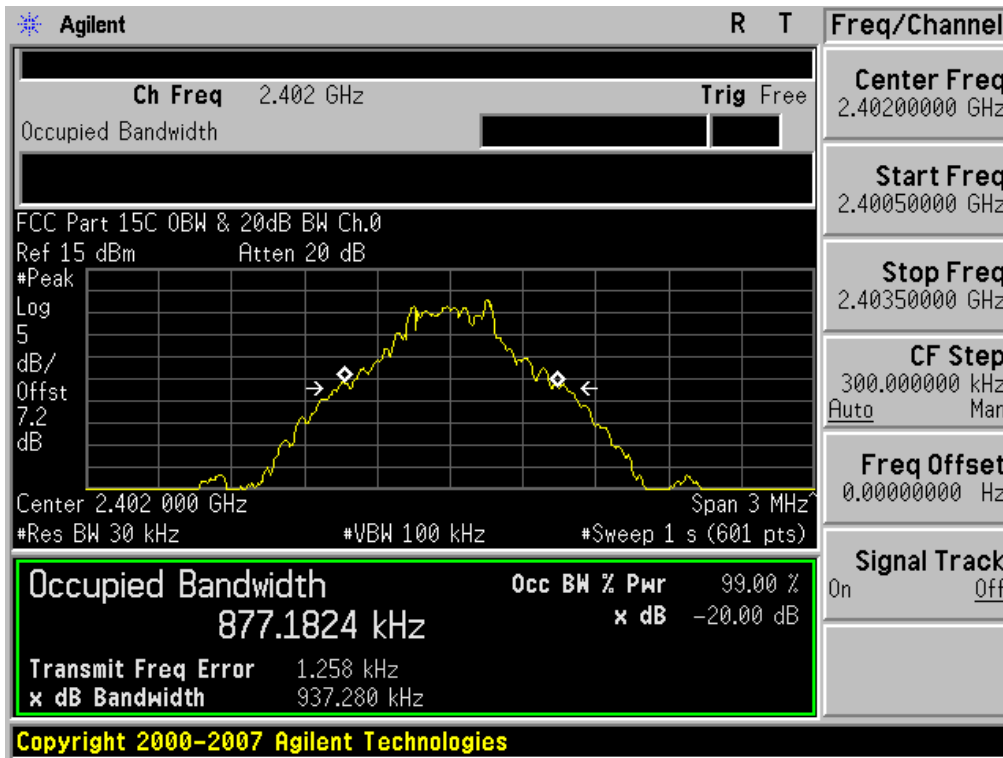 Agilent R T Freq/Channel
Ch Freq 2.402 GHz Trig Free
Occupied Bandwidth
Center Freq
2.40200000 GHz
Start Freq
2.40050000 GHz
Stop Freq
2.40350000 GHz
CF Step
300.000000 kHz
Auto Man
Freq Offset
0.00000000 Hz
Signal Track
On Off
FCC Part 15C OBW & 20dB BW Ch.0
Ref 15 dBm Atten 20 dB
#Peak
Log
5
dB/
Offst
7.2
dB
Center 2.402 000 GHz Span 3 MHz^
#Res BW 30 kHz #VBW 100 kHz #Sweep 1 s (601 pts)
Occupied Bandwidth Occ BW % Pwr 99.00 %
877.1824 kHz x dB -20.00 dB
Transmit Freq Error 1.258 kHz
x dB Bandwidth 937.280 kHz
Copyright 2000-2007 Agilent Technologies